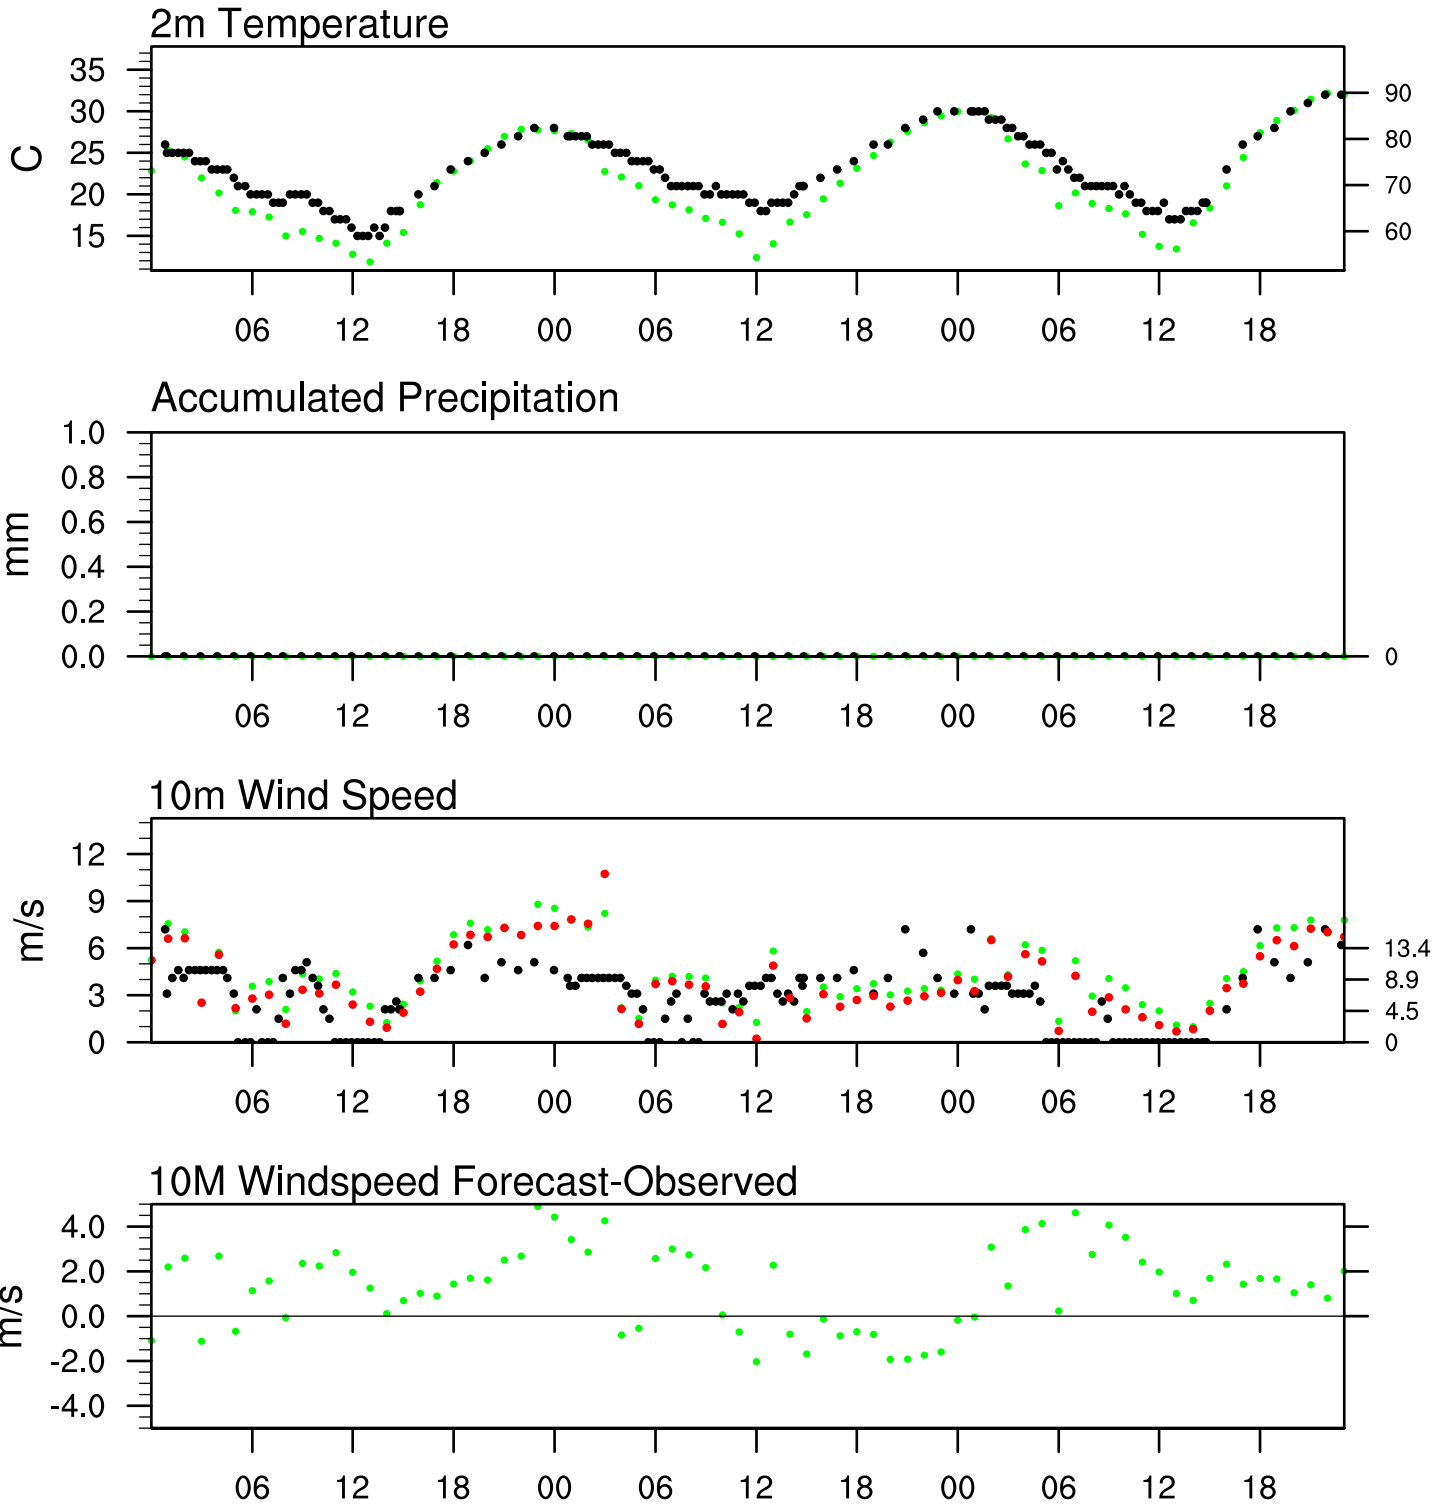 2m Temperature
35
30
25
20
15
C
90
80
70
60
06 12 18 00 06 12 18 00 06 12 18
Accumulated Precipitation
1.0
0.8
0.6
0.4
0.2
0.0
mm
0
06 12 18 00 06 12 18 00 06 12 18
10m Wind Speed
12
9
6
3
0
m/s
13.4
8.9
4.5
0
06 12 18 00 06 12 18 00 06 12 18
10M Windspeed Forecast-Observed
4.0
2.0
0.0
-2.0
-4.0
m/s
06 12 18 00 06 12 18 00 06 12 18